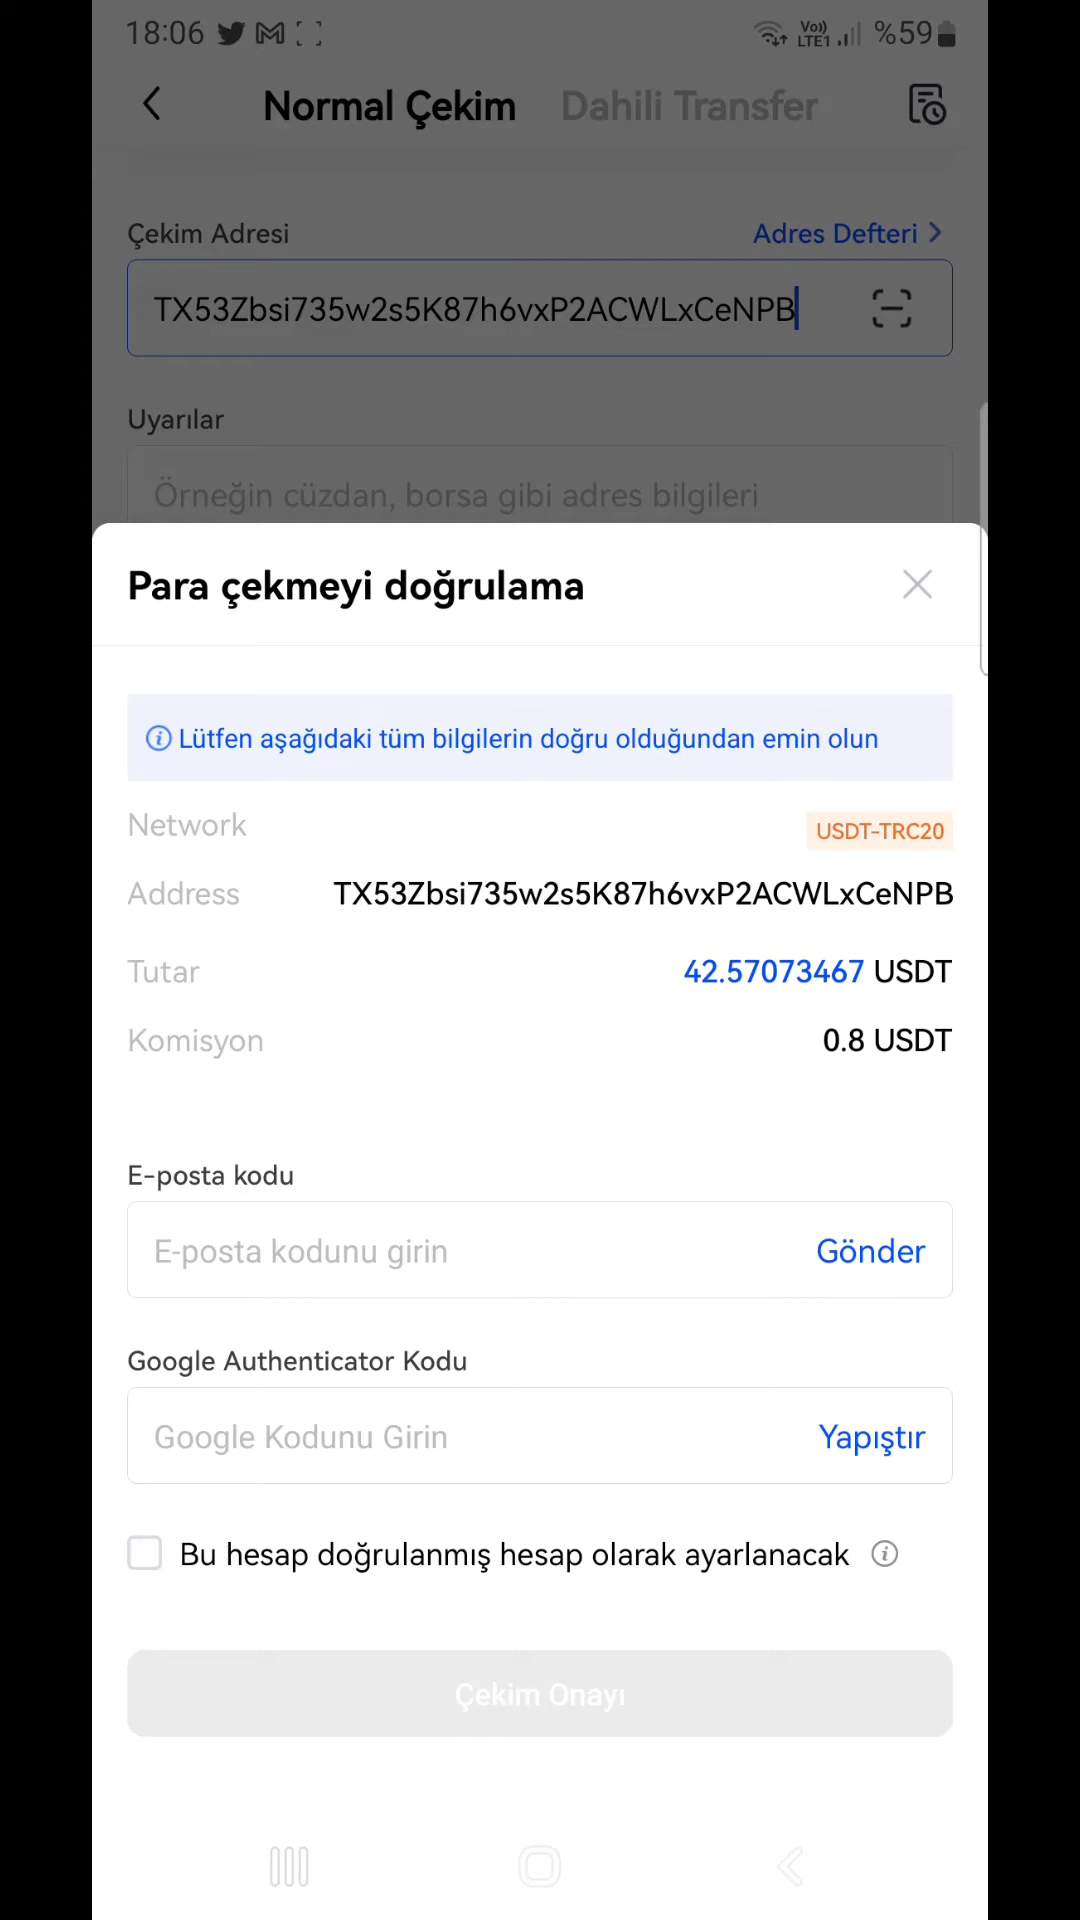 18:06 Vo)) LTE1 %59
Normal Çekim Dahili Transfer
Çekim Adresi Adres Defteri
TX53Zbsi735w2s5K87h6vxP2ACWLxCeNPB
Uyarılar
Örneğin cüzdan, borsa gibi adres bilgileri
Para çekmeyi doğrulama
Lütfen aşağıdaki tüm bilgilerin doğru olduğundan emin olun
Network USDT-TRC20
Address TX53Zbsi735w2s5K87h6vxP2ACWLxCeNPB
Tutar 42.57073467 USDT
Komisyon 0.8 USDT
E-posta kodu
E-posta kodunu girin Gönder
Google Authenticator Kodu
Google Kodunu Girin Yapıştır
Bu hesap doğrulanmış hesap olarak ayarlanacak
Çekim Onayı